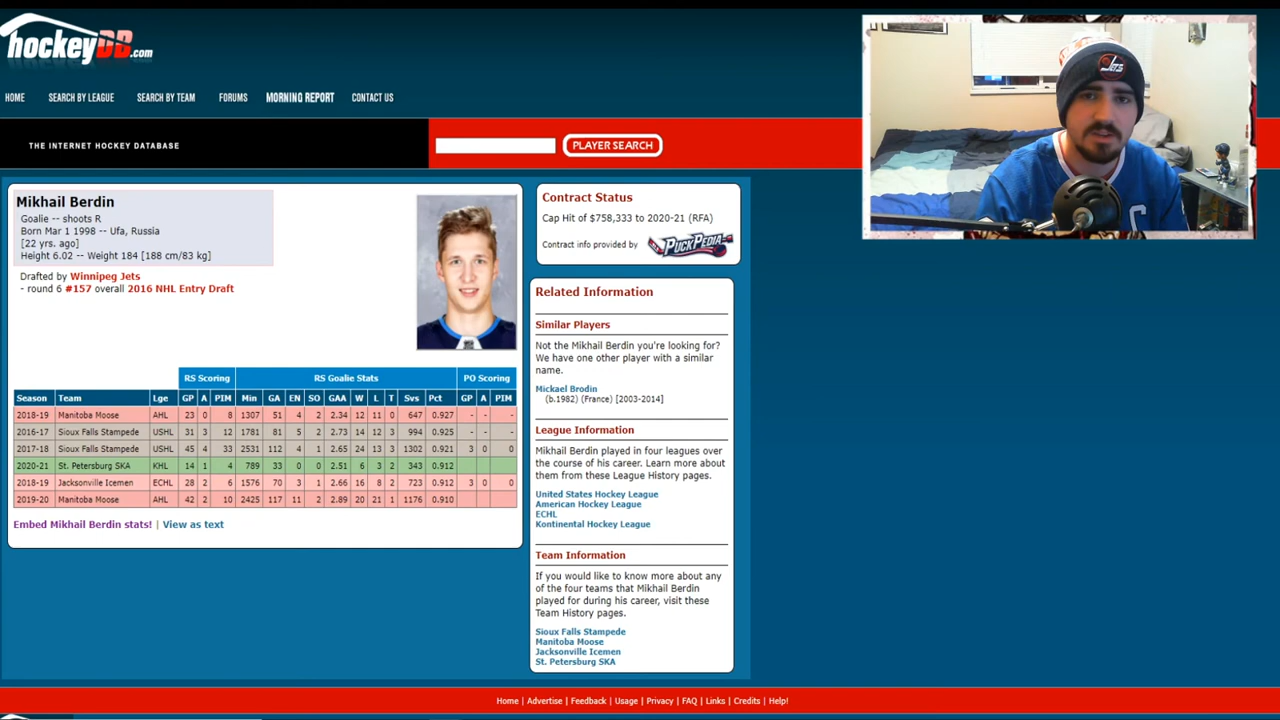 hockeyDB.com
HOME SEARCH BY LEAGUE SEARCH BY TEAM FORUMS MORNING REPORT CONTACT US
THE INTERNET HOCKEY DATABASE
PLAYER SEARCH
Mikhail Berdin
Goalie -- shoots R
Born Mar 1 1998 -- Ufa, Russia
[22 yrs. ago]
Height 6.02 -- Weight 184 [188 cm/83 kg]
Drafted by Winnipeg Jets
- round 6 #157 overall 2016 NHL Entry Draft
RS Scoring RS Goalie Stats PO Scoring
Season Team Lge GP A PIM Min GA EN SO GAA W L T Svs Pct GP A PIM
2018-19 Manitoba Moose AHL 23 0 8 1307 51 4 2 2.34 12 11 0 647 0.927 - - -
2016-17 Sioux Falls Stampede USHL 31 3 12 1781 81 5 2 2.73 14 12 3 994 0.925 - - -
2017-18 Sioux Falls Stampede USHL 45 4 33 2531 112 4 1 2.65 24 13 3 1302 0.921 3 0 0
2020-21 St. Petersburg SKA KHL 14 1 4 789 33 0 0 2.51 6 3 2 343 0.912
2018-19 Jacksonville Icemen ECHL 28 2 6 1576 70 3 1 2.66 16 8 2 723 0.912 3 0 0
2019-20 Manitoba Moose AHL 42 2 10 2425 117 11 2 2.89 20 21 1 1176 0.910
Embed Mikhail Berdin stats! | View as text
Contract Status
Cap Hit of $758,333 to 2020-21 (RFA)
Contract info provided by PUCKPEDIA
Related Information
Similar Players
Not the Mikhail Berdin you're looking for?
We have one other player with a similar
name.
Mickael Brodin
(b.1982) (France) [2003-2014]
League Information
Mikhail Berdin played in four leagues over
the course of his career. Learn more about
them from these League History pages.
United States Hockey League
American Hockey League
ECHL
Kontinental Hockey League
Team Information
If you would like to know more about any
of the four teams that Mikhail Berdin
played for during his career, visit these
Team History pages.
Sioux Falls Stampede
Manitoba Moose
Jacksonville Icemen
St. Petersburg SKA
Home | Advertise | Feedback | Usage | Privacy | FAQ | Links | Credits | Help!
JETS
C